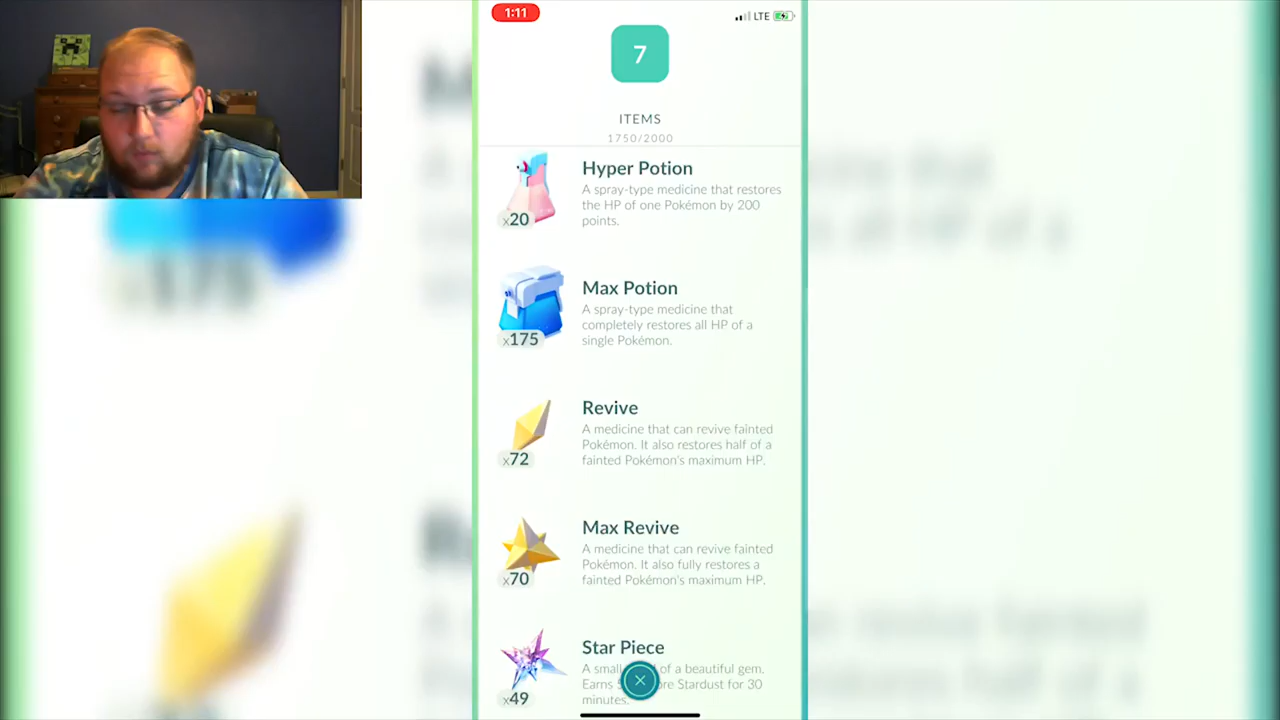 1:11
LTE
7
ITEMS
1750/2000
Hyper Potion
A spray-type medicine that restores
the HP of one Pokémon by 200
points.
x20
Max Potion
A spray-type medicine that
completely restores all HP of a
single Pokémon.
x175
Revive
A medicine that can revive fainted
Pokémon. It also restores half of a
fainted Pokémon's maximum HP.
x72
Max Revive
A medicine that can revive fainted
Pokémon. It also fully restores a
fainted Pokémon's maximum HP.
x70
Star Piece
A small of a beautiful gem.
Earns Stardust for 30
minutes.
x49